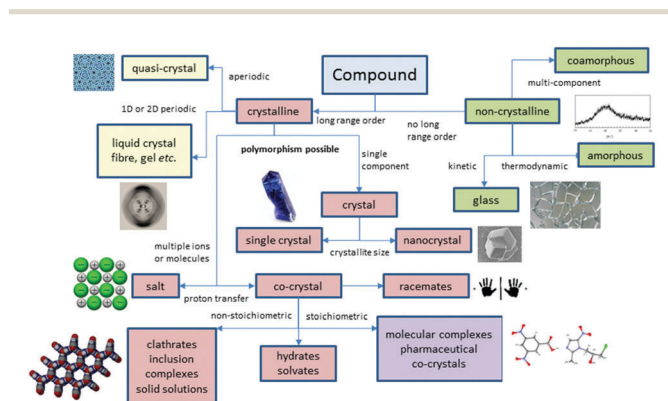 Compound
quasi-crystal
aperiodic
crystalline
1D or 2D periodic
long range order
no long
range order
non-crystalline
coamorphous
multi-component
liquid crystal
fibre, gel etc.
polymorphism possible
single
component
kinetic
thermodynamic
amorphous
glass
crystal
single crystal
crystallite size
nanocrystal
multiple ions
or molecules
salt
proton transfer
co-crystal
racemates
non-stoichiometric
stoichiometric
clathrates
inclusion
complexes
solid solutions
hydrates
solvates
molecular complexes
pharmaceutical
co-crystals